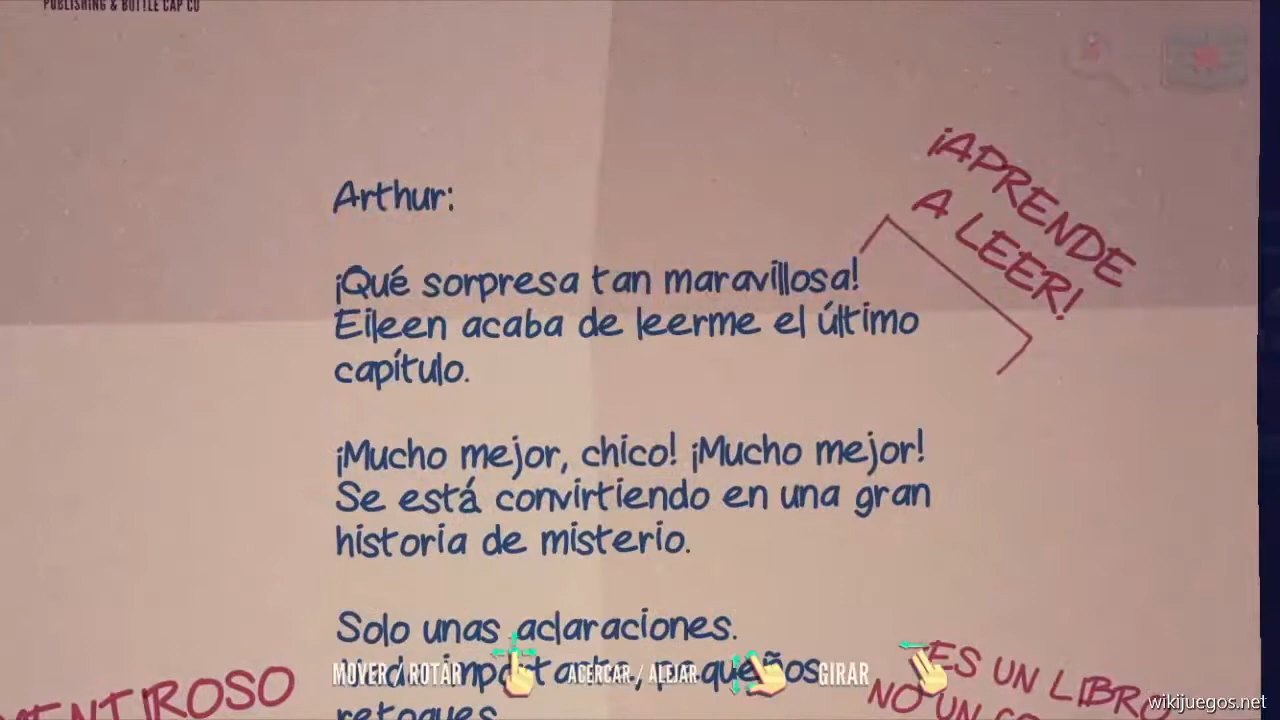 PUBLISHING & BOTTLE CAP CO
¡APRENDE
A LEER!
Arthur:
¡Qué sorpresa tan maravillosa!
Eileen acaba de leerme el último
capítulo.
¡Mucho mejor, chico! ¡Mucho mejor!
Se está convirtiendo en una gran
historia de misterio.
Solo unas aclaraciones.
pequeños
MOVER / ROTAR
ACERCAR / ALEJAR
GIRAR
retoques
ES UN LIBRO
NO UN
wikijuegos.net